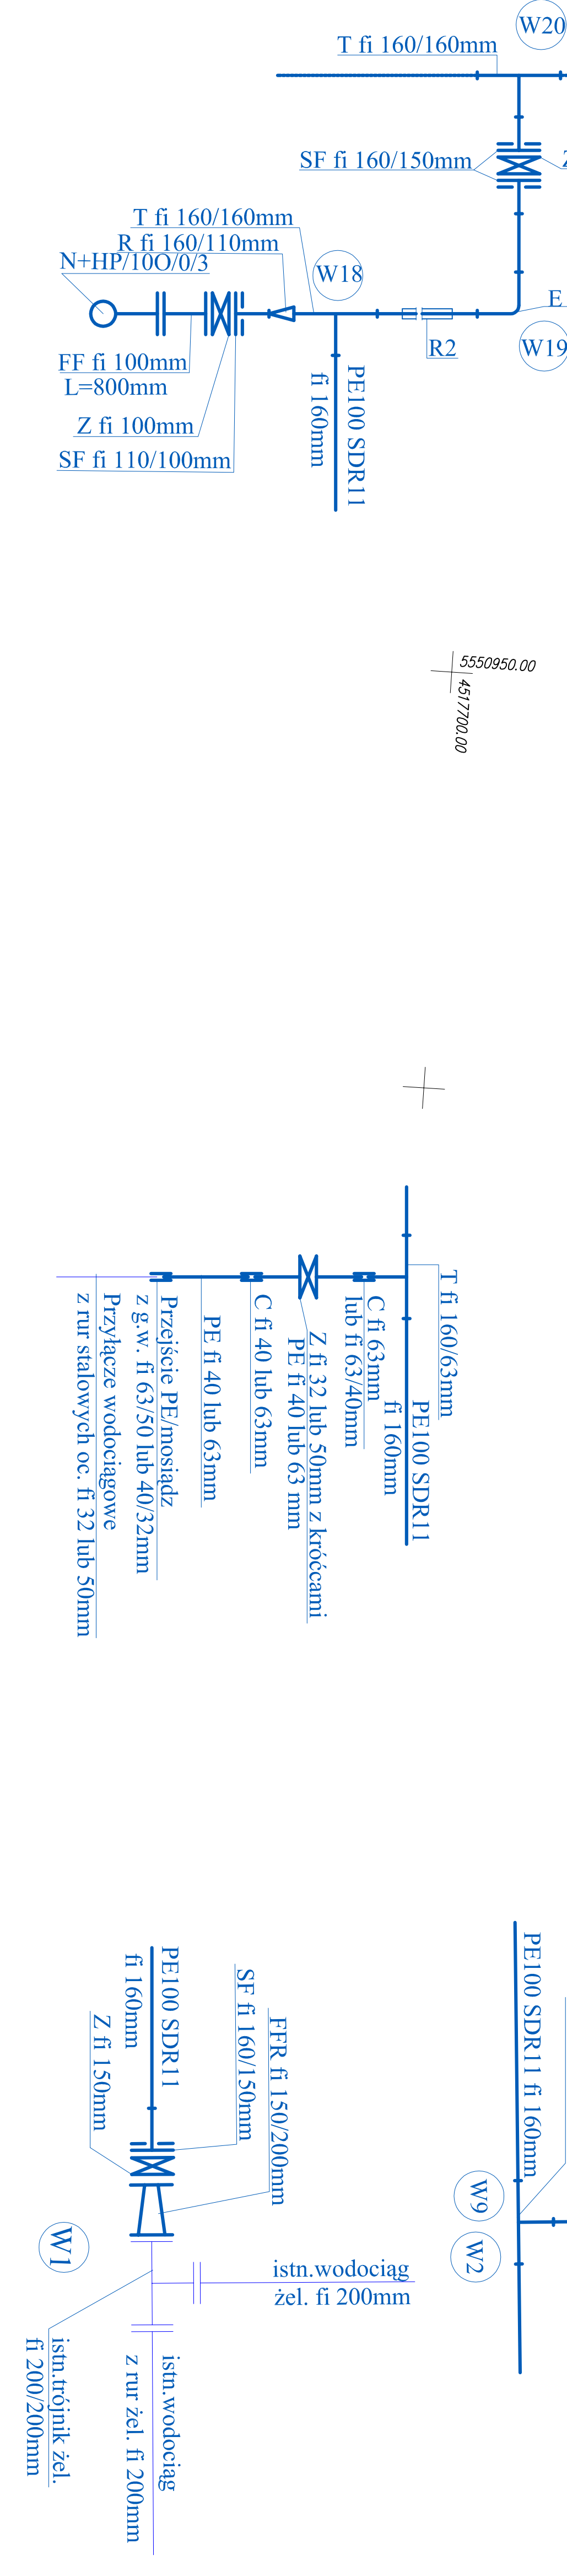 W20
T fi 160/160mm
SF fi 160/150mm
T fi 160/160mm
R fi 160/110mm
N+HP/10O/0/3
W18
E
R2
W19
FF fi 100mm
L=800mm
Z fi 100mm
SF fi 110/100mm
PE100 SDR11
fi 160mm
5550950.00
4517700.00
T fi 160/63mm
PE100 SDR11
fi 160mm
C fi 63mm
lub fi 63/40mm
Z fi 32 lub 50mm z króćcami
PE fi 40 lub 63 mm
C fi 40 lub 63mm
PE fi 40 lub 63mm
Przejście PE/mosiądz
z g.w. fi 63/50 lub 40/32mm
Przyłącze wodociągowe
z rur stalowych oc. fi 32 lub 50mm
PE100 SDR11
fi 160mm
Z fi 150mm
SF fi 160/150mm
FFR fi 150/200mm
W1
istn.wodociąg
żel. fi 200mm
istn.wodociąg
z rur żel. fi 200mm
istn.trójnik żel.
fi 200/200mm
PE100 SDR11 fi 160mm
W9
W2